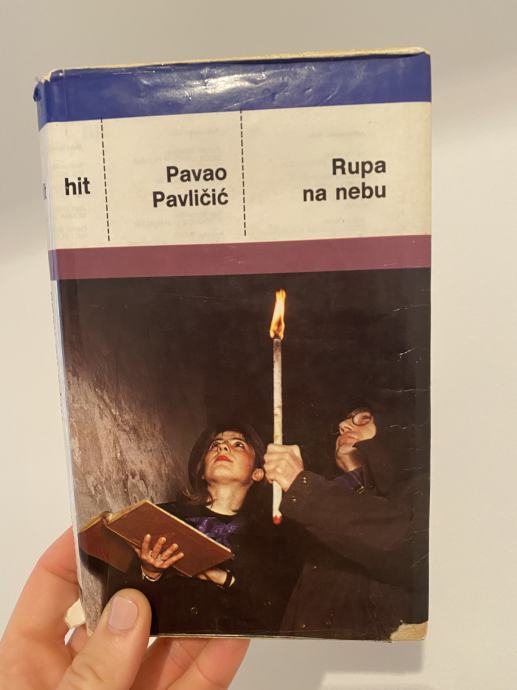 hit
Pavao
Pavličić
Rupa
na nebu